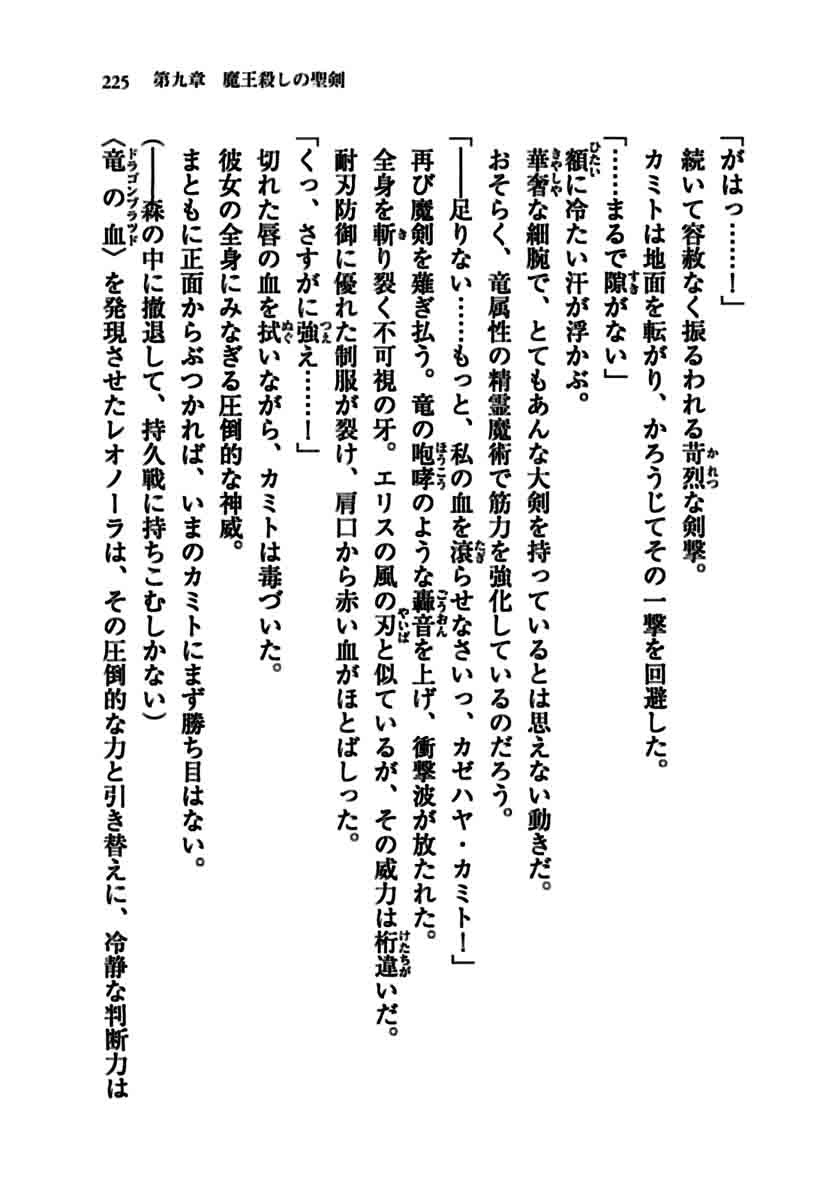 225　第九章　魔王殺しの聖剣
「がはっ……！」
続いて容赦なく振るわれる苛烈な剣撃。
カミトは地面を転がり、かろうじてその一撃を回避した。
「……まるで隙がない」
額に冷たい汗が浮かぶ。
華奢な細腕で、とてもあんな大剣を持っているとは思えない動きだ。
おそらく、竜属性の精霊魔術で筋力を強化しているのだろう。
「――足りない……もっと、私の血を滾らせなさいっ、カゼハヤ・カミト！」
再び魔剣を薙ぎ払う。竜の咆哮のような轟音を上げ、衝撃波が放たれた。
全身を斬り裂く不可視の牙。エリスの風の刃と似ているが、その威力は桁違いだ。
耐刃防御に優れた制服が裂け、肩口から赤い血がほとばしった。
「くっ、さすがに強え……！」
切れた唇の血を拭いながら、カミトは毒づいた。
彼女の全身にみなぎる圧倒的な神威。
まともに正面からぶつかれば、いまのカミトにまず勝ち目はない。
（――森の中に撤退して、持久戦に持ちこむしかない）
〈竜の血〉を発現させたレオノーラは、その圧倒的な力と引き替えに、冷静な判断力は